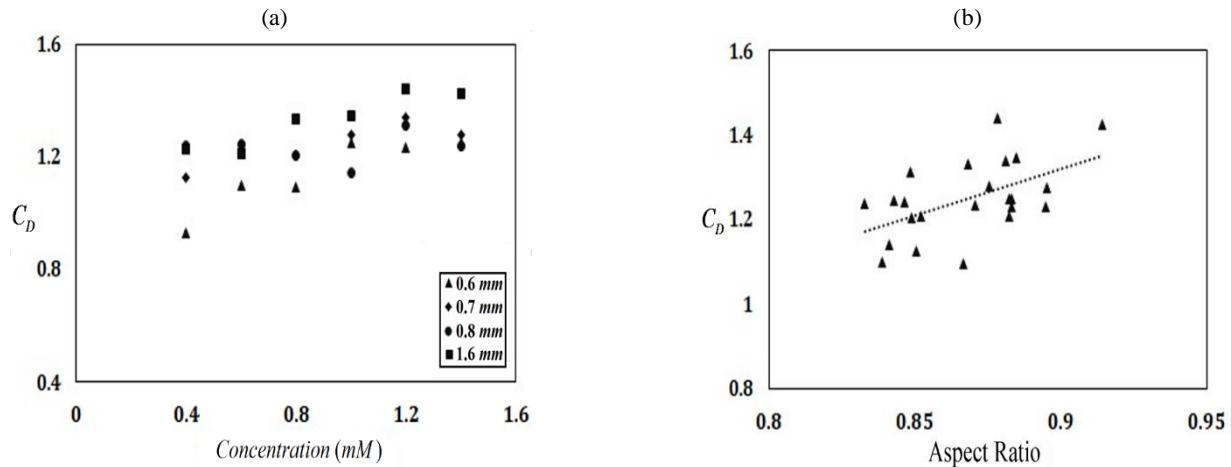 (a)
1.6
1.2
C_D
0.8
0.4
0 0.4 0.8 1.2 1.6
Concentration (mM)
0.6 mm
0.7 mm
0.8 mm
1.6 mm
(b)
1.6
1.4
1.2
C_D
1
0.8
0.8 0.85 0.9 0.95
Aspect Ratio